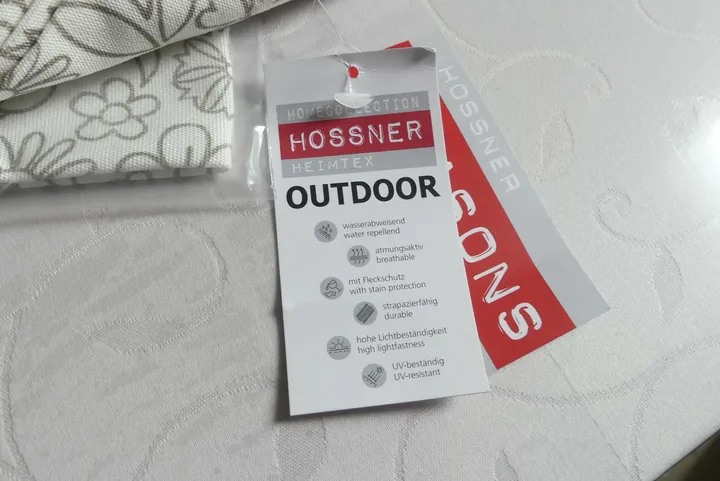 HOMECOLLECTION
HOSSNER
HEIMTEX
OUTDOOR
wasserabweisend
water repellend
atmungsaktiv
breathable
mit Fleckschutz
with stain protection
strapazierfähig
durable
hohe Lichtbeständigkeit
high lightfastness
UV-beständig
UV-resistant
HOSSNER
SONS